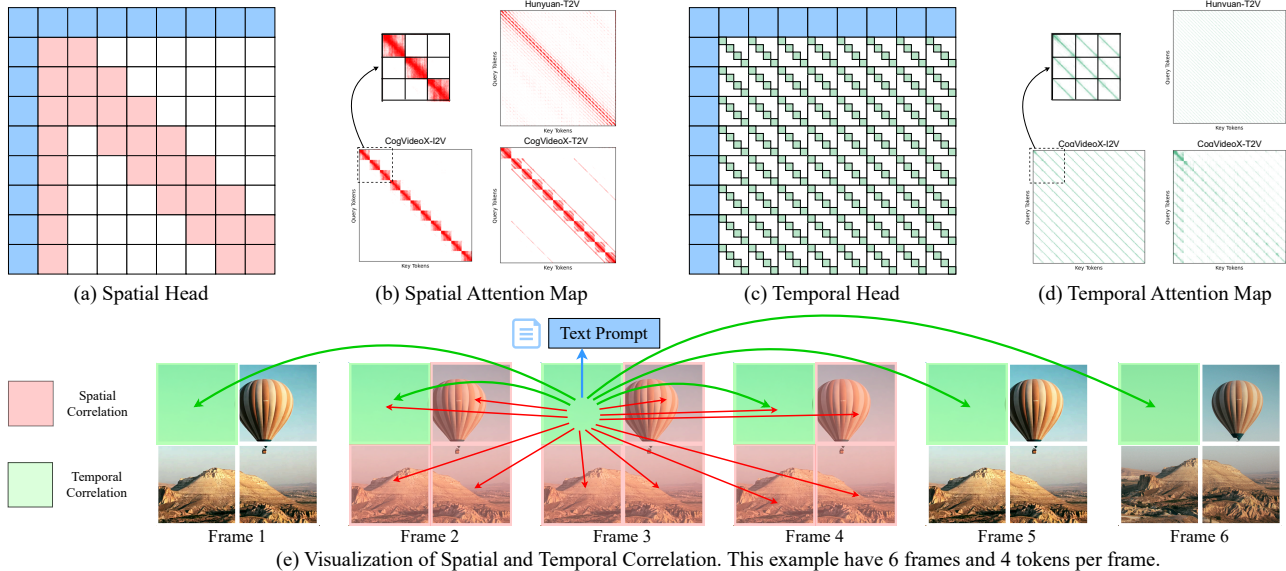 Hunyuan-T2V
Query Tokens
Key Tokens
CogVideoX-I2V
CogVideoX-T2V
Query Tokens
Query Tokens
Key Tokens
Key Tokens
Hunyuan-T2V
Query Tokens
Key Tokens
CogVideoX-I2V
CogVideoX-T2V
Query Tokens
Query Tokens
Key Tokens
Key Tokens
(a) Spatial Head
(b) Spatial Attention Map
(c) Temporal Head
(d) Temporal Attention Map
Text Prompt
Spatial
Correlation
Temporal
Correlation
Frame 1
Frame 2
Frame 3
Frame 4
Frame 5
Frame 6
(e) Visualization of Spatial and Temporal Correlation. This example have 6 frames and 4 tokens per frame.